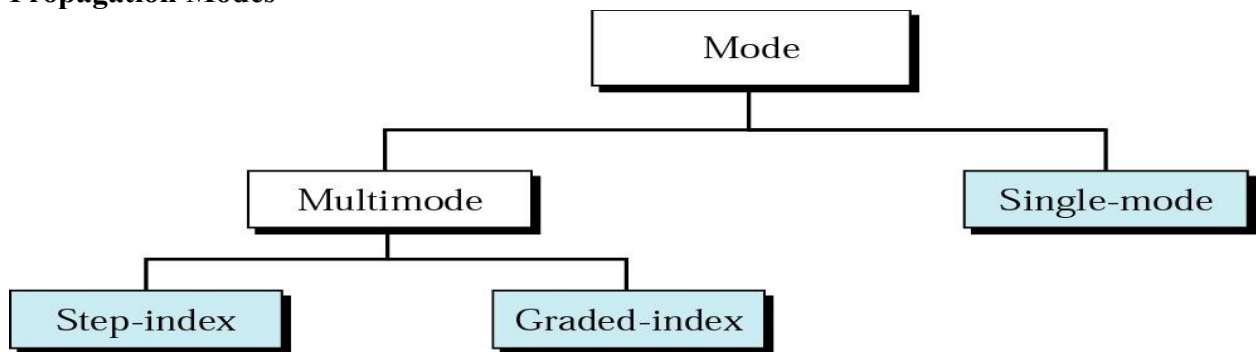 Propagation Modes
Mode
Multimode
Single-mode
Step-index
Graded-index